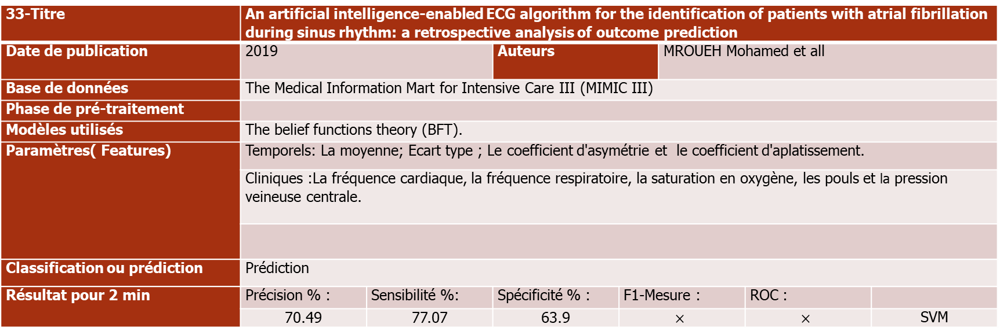 33-Titre
An artificial intelligence-enabled ECG algorithm for the identification of patients with atrial fibrillation
during sinus rhythm: a retrospective analysis of outcome prediction
Date de publication
2019
Auteurs
MROUEH Mohamed et all
Base de données
The Medical Information Mart for Intensive Care III (MIMIC III)
Phase de pré-traitement
Modèles utilisés
The belief functions theory (BFT).
Paramètres( Features)
Temporels: La moyenne; Ecart type ; Le coefficient d'asymétrie et le coefficient d'aplatissement.
Cliniques :La fréquence cardiaque, la fréquence respiratoire, la saturation en oxygène, les pouls et la pression
veineuse centrale.
Classification ou prédiction
Prédiction
Résultat pour 2 min
Précision % :
Sensibilité %:
Spécificité % :
F1-Mesure :
ROC :
70.49
77.07
63.9
×
×
SVM